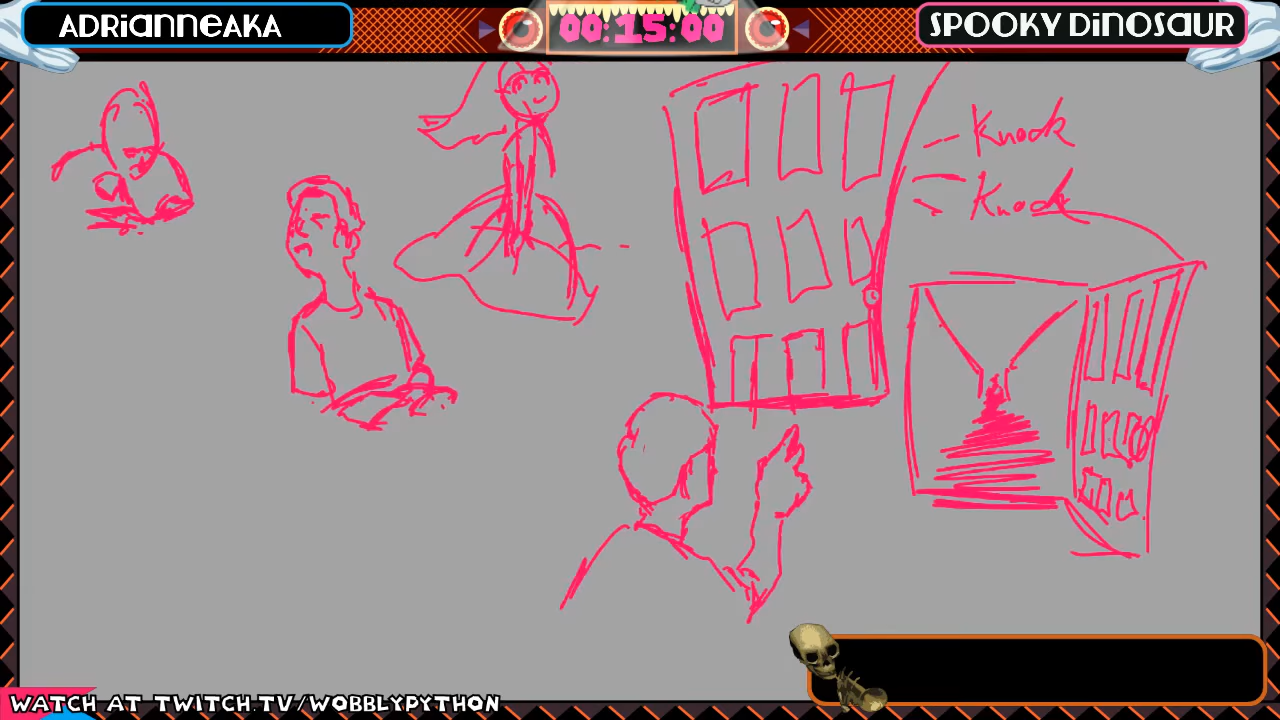 ADRIANNEAKA
00:15:00
SPOOKY DINOSAUR
Knock
Knock
WATCH AT TWITCH.TV/WOBBLYPYTHON